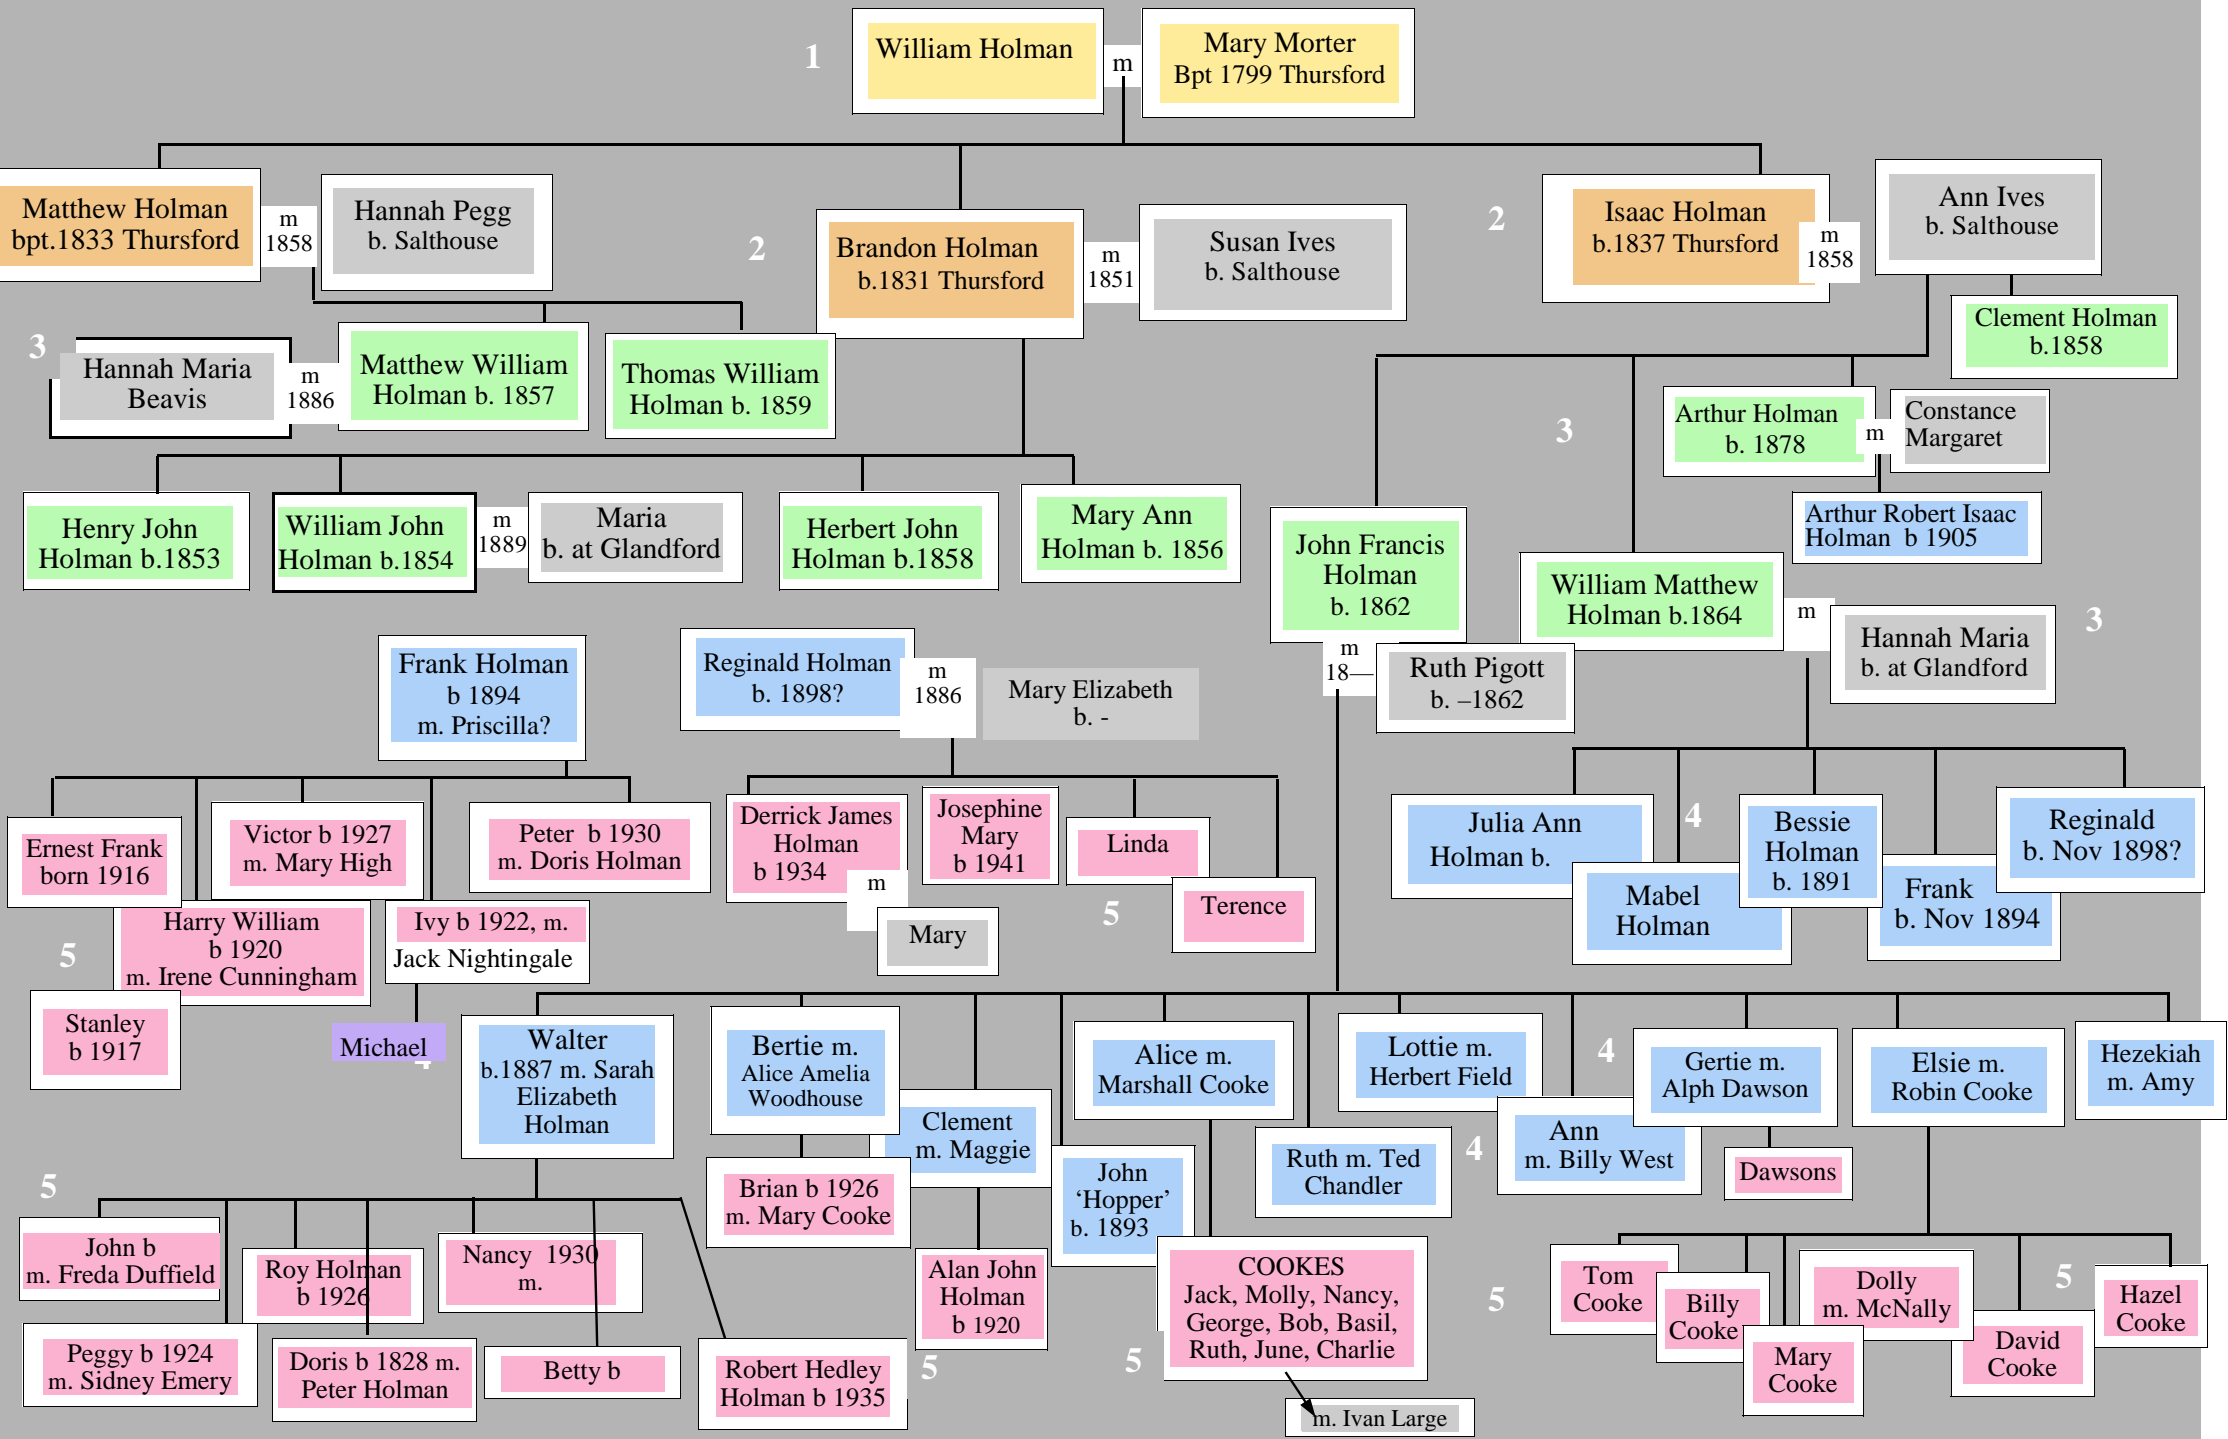 1
William Holman
m
Mary Morter
Bpt 1799 Thursford
Matthew Holman
bpt.1833 Thursford
m
1858
Hannah Pegg
b. Salthouse
2
Brandon Holman
b.1831 Thursford
m
1851
Susan Ives
b. Salthouse
2
Isaac Holman
b.1837 Thursford
m
1858
Ann Ives
b. Salthouse
Clement Holman
b.1858
3
Hannah Maria
Beavis
m
1886
Matthew William
Holman b. 1857
Thomas William
Holman b. 1859
3
Arthur Holman
b. 1878
m
Constance
Margaret
Arthur Robert Isaac
Holman b 1905
Henry John
Holman b.1853
William John
Holman b.1854
m
1889
Maria
b. at Glandford
Herbert John
Holman b.1858
Mary Ann
Holman b. 1856
John Francis
Holman
b. 1862
m
18—
Ruth Pigott
b. –1862
William Matthew
Holman b.1864
m
Hannah Maria
b. at Glandford
3
Frank Holman
b 1894
m. Priscilla?
Reginald Holman
b. 1898?
m
1886
Mary Elizabeth
b. -
Ernest Frank
born 1916
Victor b 1927
m. Mary High
Peter b 1930
m. Doris Holman
Harry William
b 1920
m. Irene Cunningham
Ivy b 1922, m.
Jack Nightingale
5
Stanley
b 1917
Michael
4
Derrick James
Holman
b 1934
m
Mary
Josephine
Mary
b 1941
Linda
5
Terence
Julia Ann
Holman b.
4
Mabel
Holman
Bessie
Holman
b. 1891
Frank
b. Nov 1894
Reginald
b. Nov 1898?
Walter
b.1887 m. Sarah
Elizabeth
Holman
Bertie m.
Alice Amelia
Woodhouse
Clement
m. Maggie
John
‘Hopper’
b. 1893
Alice m.
Marshall Cooke
Ruth m. Ted
Chandler
Lottie m.
Herbert Field
4
Ann
m. Billy West
4
Gertie m.
Alph Dawson
Dawsons
Elsie m.
Robin Cooke
Hezekiah
m. Amy
5
John b
m. Freda Duffield
Peggy b 1924
m. Sidney Emery
Roy Holman
b 1926
Doris b 1828 m.
Peter Holman
Nancy 1930
m.
Betty b
Robert Hedley
Holman b 1935
Brian b 1926
m. Mary Cooke
5
Alan John
Holman
b 1920
5
COOKES
Jack, Molly, Nancy,
George, Bob, Basil,
Ruth, June, Charlie
m. Ivan Large
5
Tom
Cooke
Billy
Cooke
Mary
Cooke
Dolly
m. McNally
David
Cooke
5
Hazel
Cooke